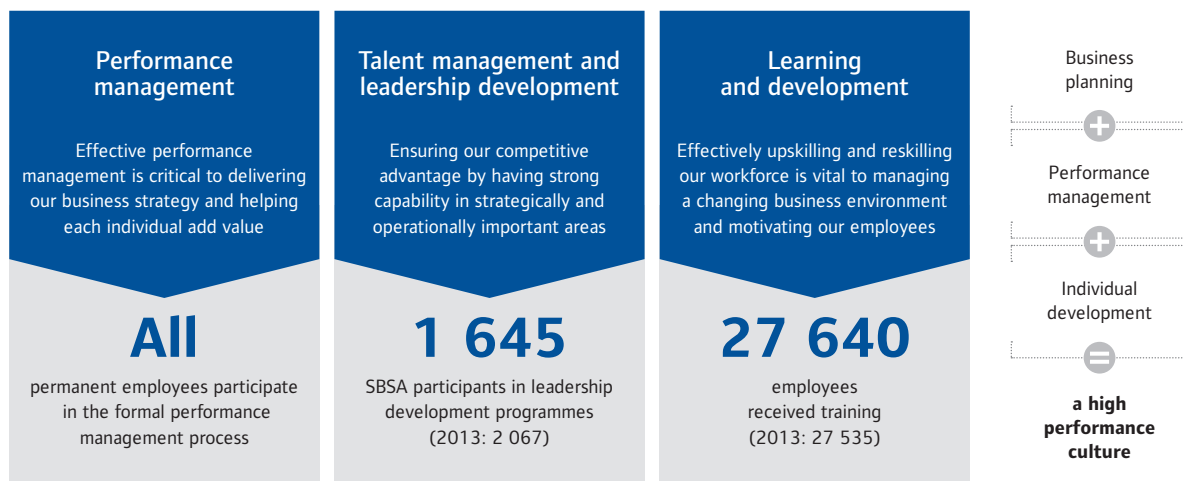 Performance
management
Effective performance
management is critical to delivering
our business strategy and helping
each individual add value
All
permanent employees participate
in the formal performance
management process
Talent management and
leadership development
Ensuring our competitive
advantage by having strong
capability in strategically and
operationally important areas
1 645
SBSA participants in leadership
development programmes
(2013: 2 067)
Learning
and development
Effectively upskilling and reskilling
our workforce is vital to managing
a changing business environment
and motivating our employees
27 640
employees
received training
(2013: 27 535)
Business
planning
+
Performance
management
+
Individual
development
=
a high
performance
culture